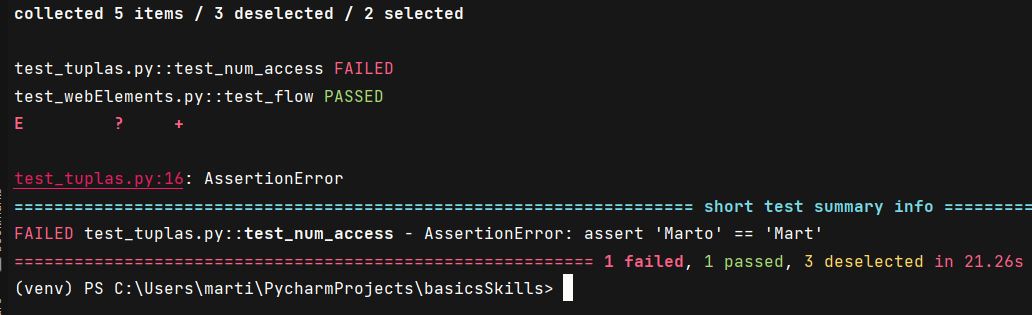 collected 5 items / 3 deselected / 2 selected
test_tuplas.py::test_num_access FAILED
test_webElements.py::test_flow PASSED
E         ?     +
test_tuplas.py:16: AssertionError
=================================================================== short test summary info =========
FAILED test_tuplas.py::test_num_access - AssertionError: assert 'Marto' == 'Mart'
========================================================= 1 failed, 1 passed, 3 deselected in 21.26s
(venv) PS C:\Users\marti\PycharmProjects\basicsSkills>